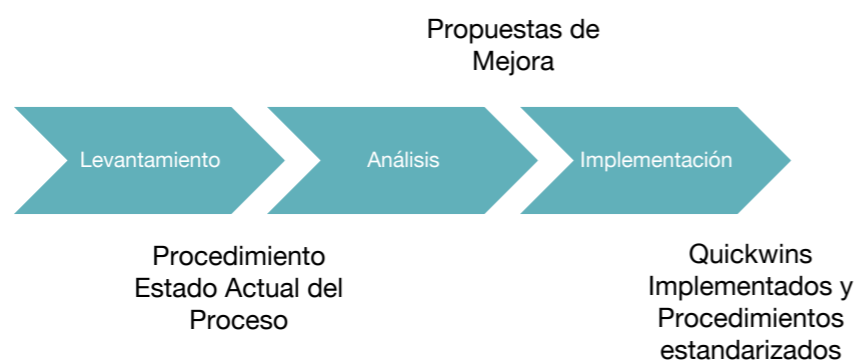 Propuestas de
Mejora
Levantamiento
Análisis
Implementación
Procedimiento
Estado Actual del
Proceso
Quickwins
Implementados y
Procedimientos
estandarizados